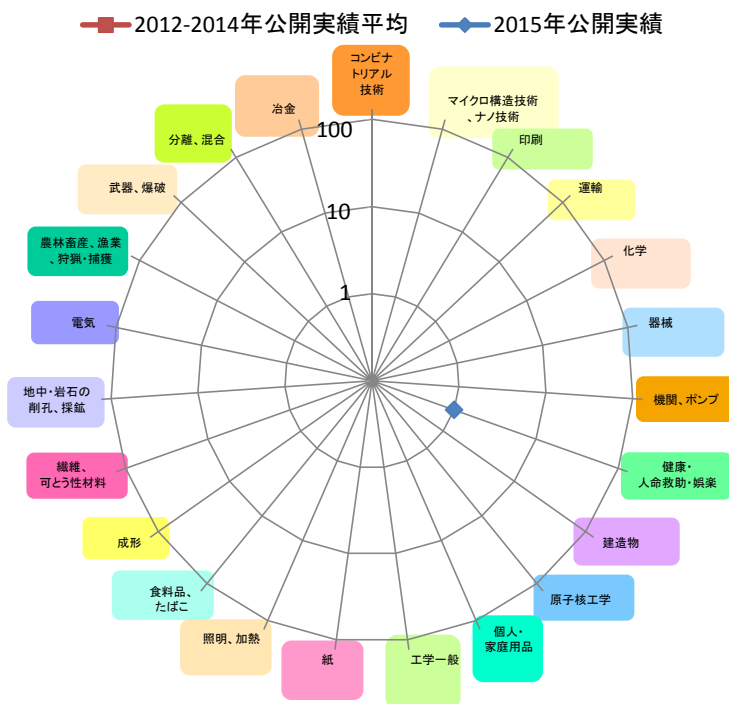 2012-2014年公開実績平均
2015年公開実績
コンビナ
トリアル
技術
マイクロ構造技術
、ナノ技術
印刷
運輸
化学
器械
機関、ポンプ
健康・
人命救助・娯楽
建造物
原子核工学
個人・
家庭用品
工学一般
紙
照明、加熱
食料品、
たばこ
成形
繊維、
可とう性材料
地中・岩石の
削孔、採鉱
電気
農林畜産、漁業
、狩猟・捕獲
武器、爆破
分離、混合
冶金
100
10
1